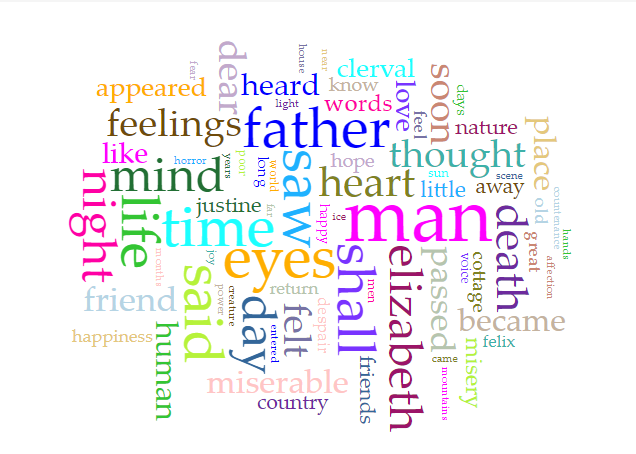 house
near
fear
dear
clerval
soon
appeared
heard
know
light
words
love
feel
days
feelings
father
nature
place
like
horror
mind
years
poor
long
world
saw
hope
thought
sun
scene
heart
little
away
old
countenance
hands
night
life
justine
time
far
happy
ice
man
death
great
affection
months
joy
eyes
shall
elizabeth
passed
voice
cottage
friend
said
power
creature
return
men
became
happiness
human
day
entered
felt
despair
friends
came
mountains
misery
felix
miserable
country